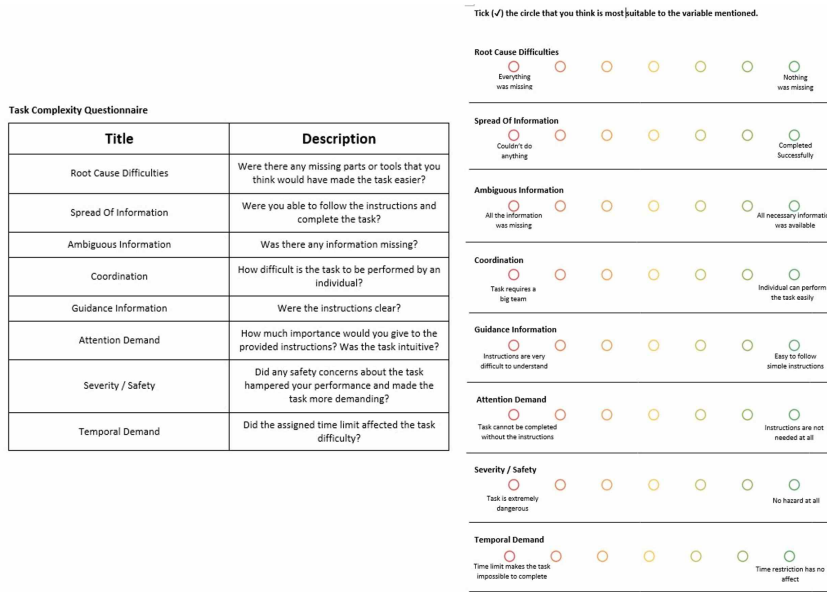 Task Complexity Questionnaire
Title Description
Root Cause Difficulties Were there any missing parts or tools that you
think would have made the task easier?
Spread Of Information Were you able to follow the instructions and
complete the task?
Ambiguous Information Was there any information missing?
Coordination How difficult is the task to be performed by an
individual?
Guidance Information Were the instructions clear?
Attention Demand How much importance would you give to the
provided instructions? Was the task intuitive?
Severity / Safety Did any safety concerns about the task
hampered your performance and made the
task more demanding?
Temporal Demand Did the assigned time limit affected the task
difficulty?
Tick (✓) the circle that you think is most suitable to the variable mentioned.
Root Cause Difficulties
Everything Nothing
was missing was missing
Spread Of Information
Couldn't do Completed
anything Successfully
Ambiguous Information
All the information All necessary informatio
was missing was available
Coordination
Task requires a Individual can perform
big team the task easily
Guidance Information
Instructions are very Easy to follow
difficult to understand simple instructions
Attention Demand
Task cannot be completed Instructions are not
without the instructions needed at all
Severity / Safety
Task is extremely No hazard at all
dangerous
Temporal Demand
Time limit makes the task Time restriction has no
impossible to complete affect